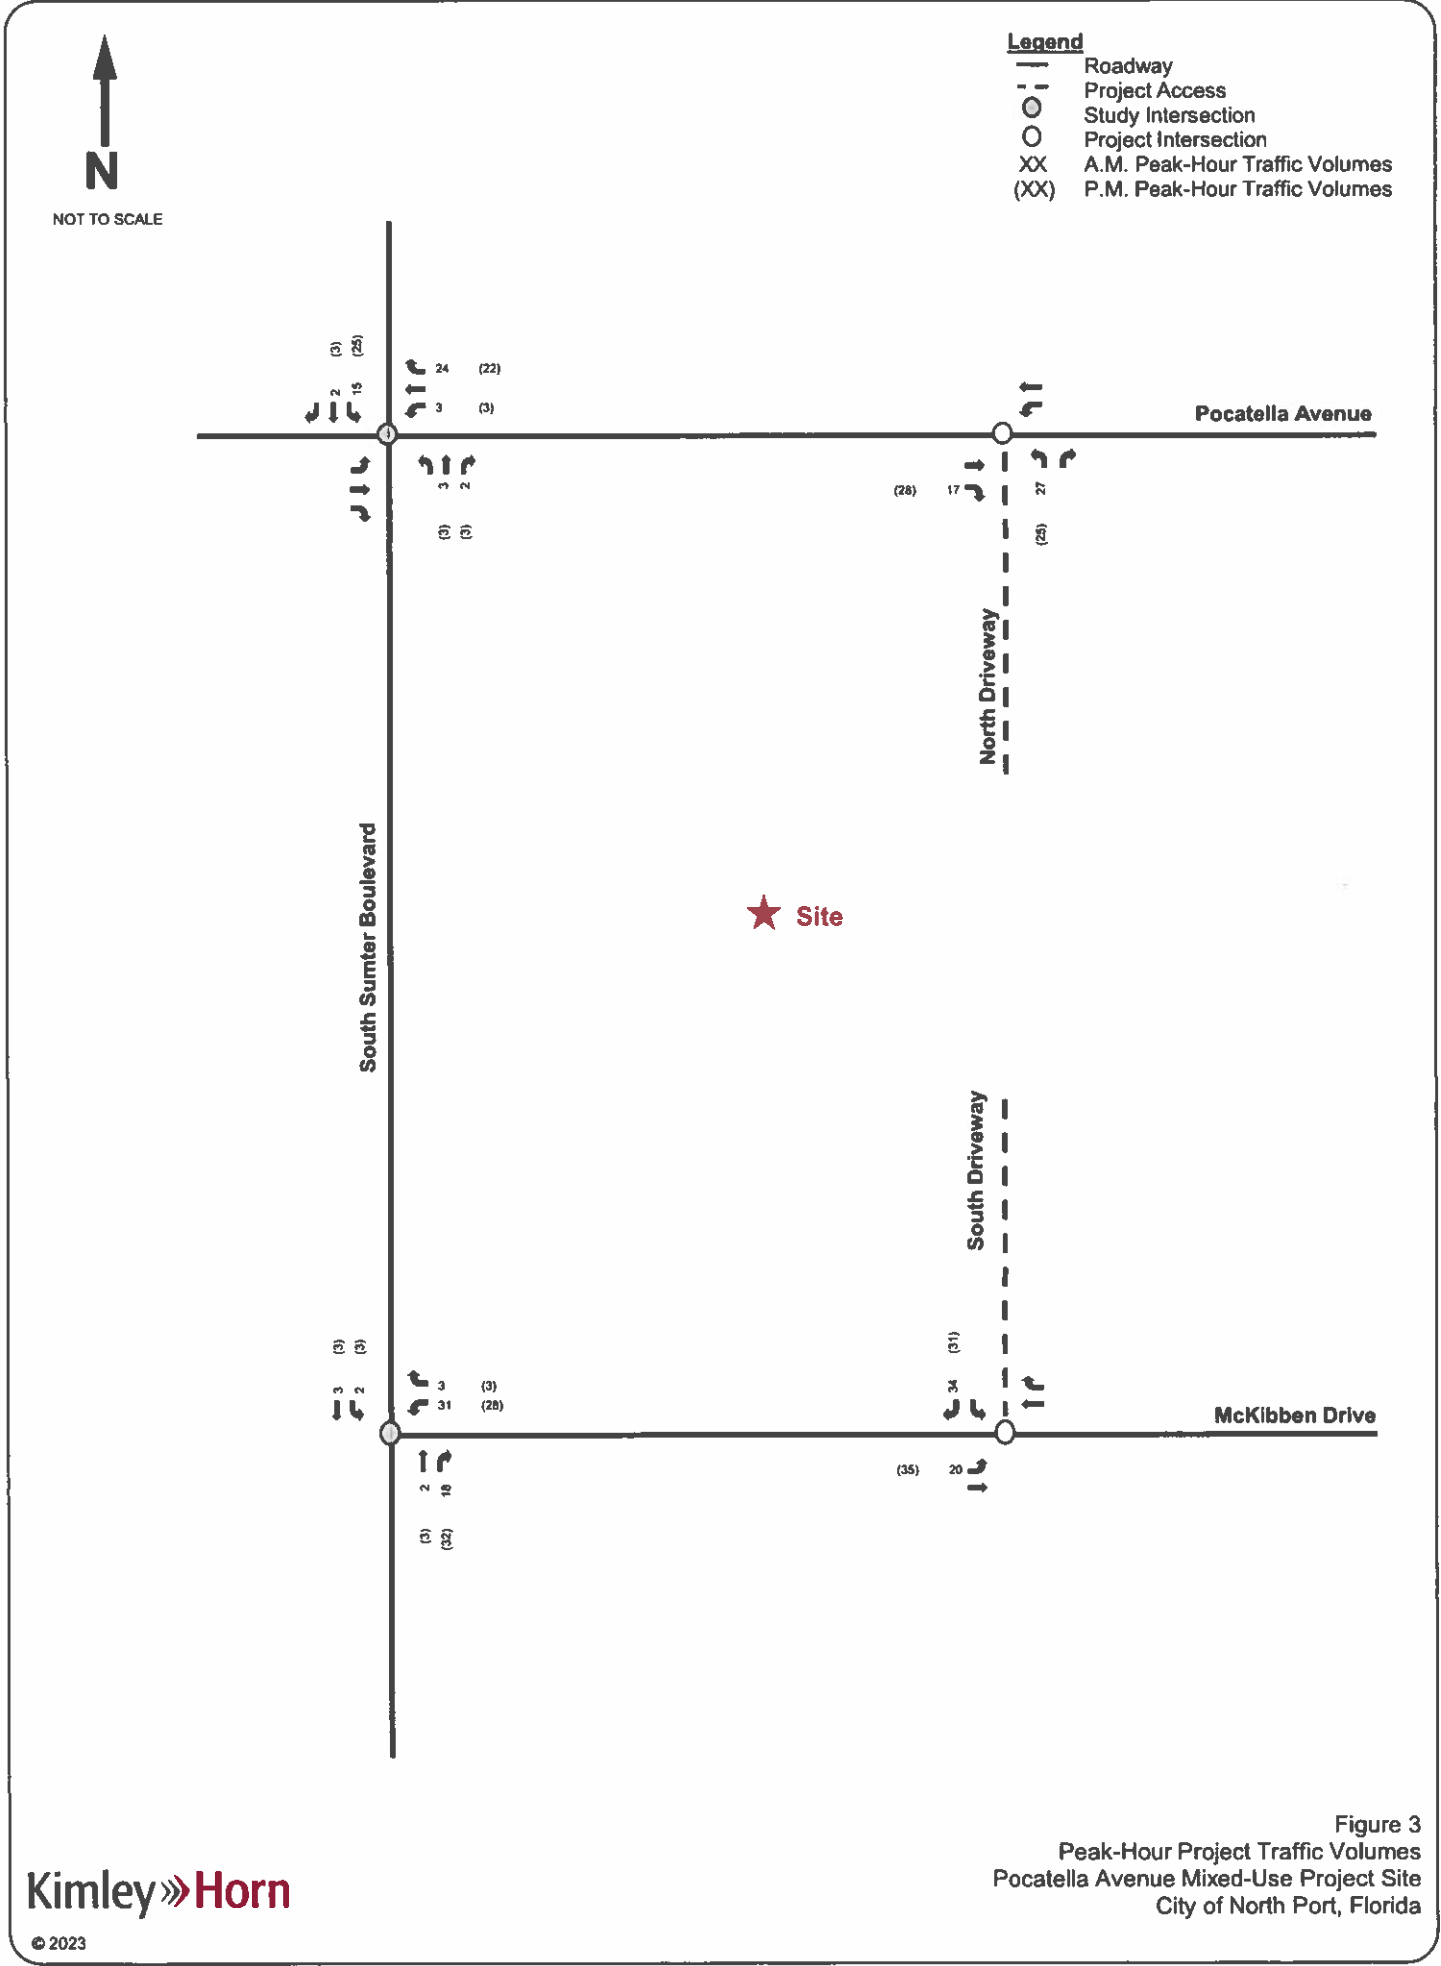 Legend
Roadway
Project Access
Study Intersection
Project Intersection
XX A.M. Peak-Hour Traffic Volumes
(XX) P.M. Peak-Hour Traffic Volumes
N
NOT TO SCALE
(3) (25)
2 15
24 (22)
3 (3)
Pocatella Avenue
3 2
(3) (3)
(28) 17
27
(25)
North Driveway
South Sumter Boulevard
Site
South Driveway
(3) (3)
3 2
3 (3)
31 (28)
(31)
34
McKibben Drive
2 18
(3) (32)
(35) 20
Figure 3
Peak-Hour Project Traffic Volumes
Pocatella Avenue Mixed-Use Project Site
City of North Port, Florida
Kimley»Horn
© 2023